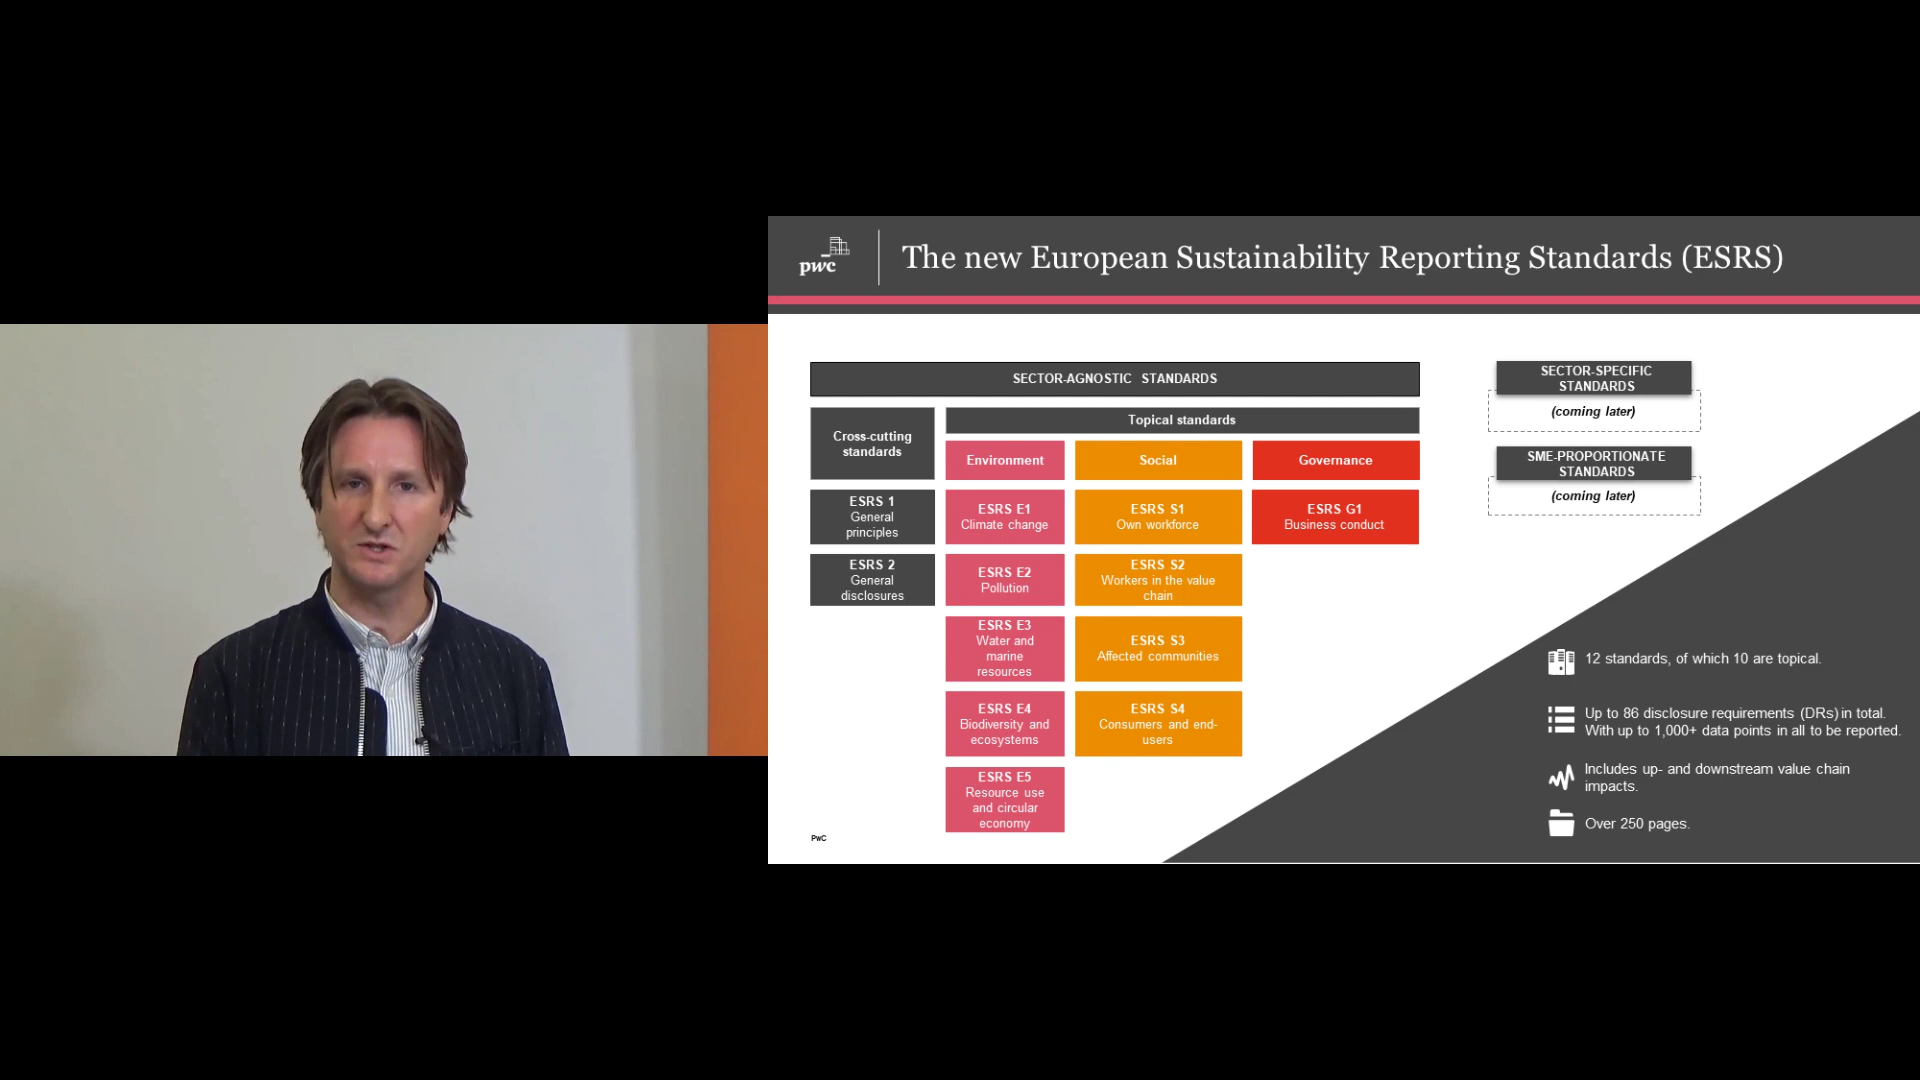 pwc
The new European Sustainability Reporting Standards (ESRS)
SECTOR-AGNOSTIC STANDARDS
Cross-cutting
standards
Topical standards
Environment
Social
Governance
ESRS 1
General
principles
ESRS E1
Climate change
ESRS S1
Own workforce
ESRS G1
Business conduct
ESRS 2
General
disclosures
ESRS E2
Pollution
ESRS S2
Workers in the value
chain
ESRS E3
Water and
marine
resources
ESRS S3
Affected communities
ESRS E4
Biodiversity and
ecosystems
ESRS S4
Consumers and end-
users
ESRS E5
Resource use
and circular
economy
SECTOR-SPECIFIC
STANDARDS
(coming later)
SME-PROPORTIONATE
STANDARDS
(coming later)
12 standards, of which 10 are topical.
Up to 86 disclosure requirements (DRs) in total.
With up to 1,000+ data points in all to be reported.
Includes up- and downstream value chain
impacts.
Over 250 pages.
PwC